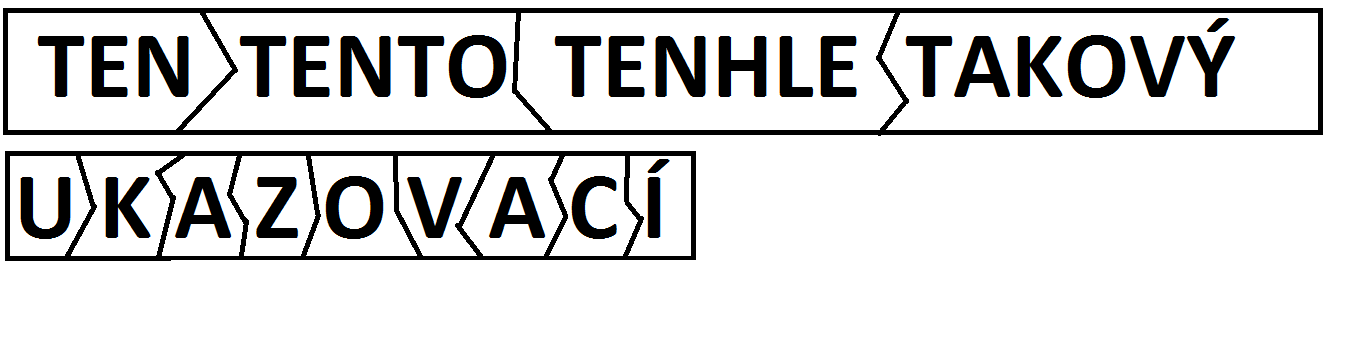 TEN TENTO TENHLE TAKOVÝ
UKAZOVACÍ